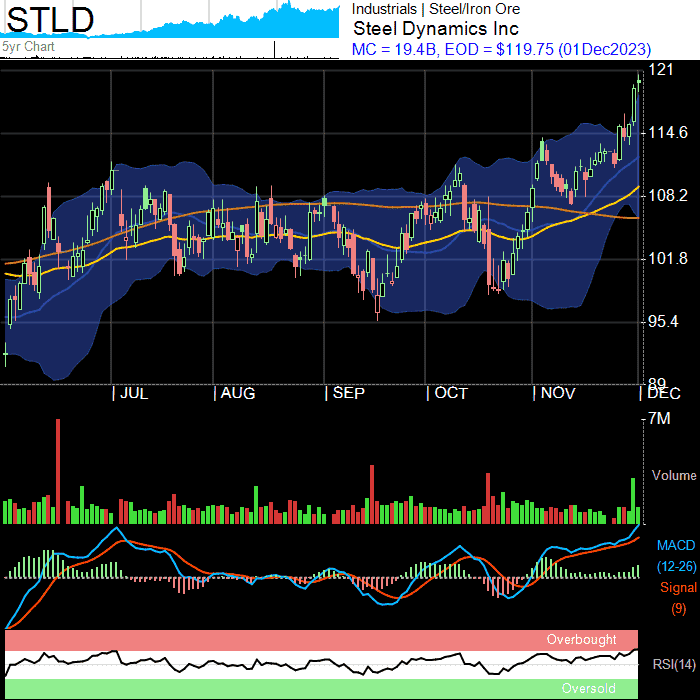 STLD
5yr Chart
Industrials | Steel/Iron Ore
Steel Dynamics Inc
MC = 19.4B, EOD = $119.75 (01Dec2023)
121
114.6
108.2
101.8
95.4
89
| JUL | AUG | SEP | OCT | NOV | DEC
7M
Volume
MACD
(12-26)
Signal
(9)
Overbought
RSI(14)
Oversold